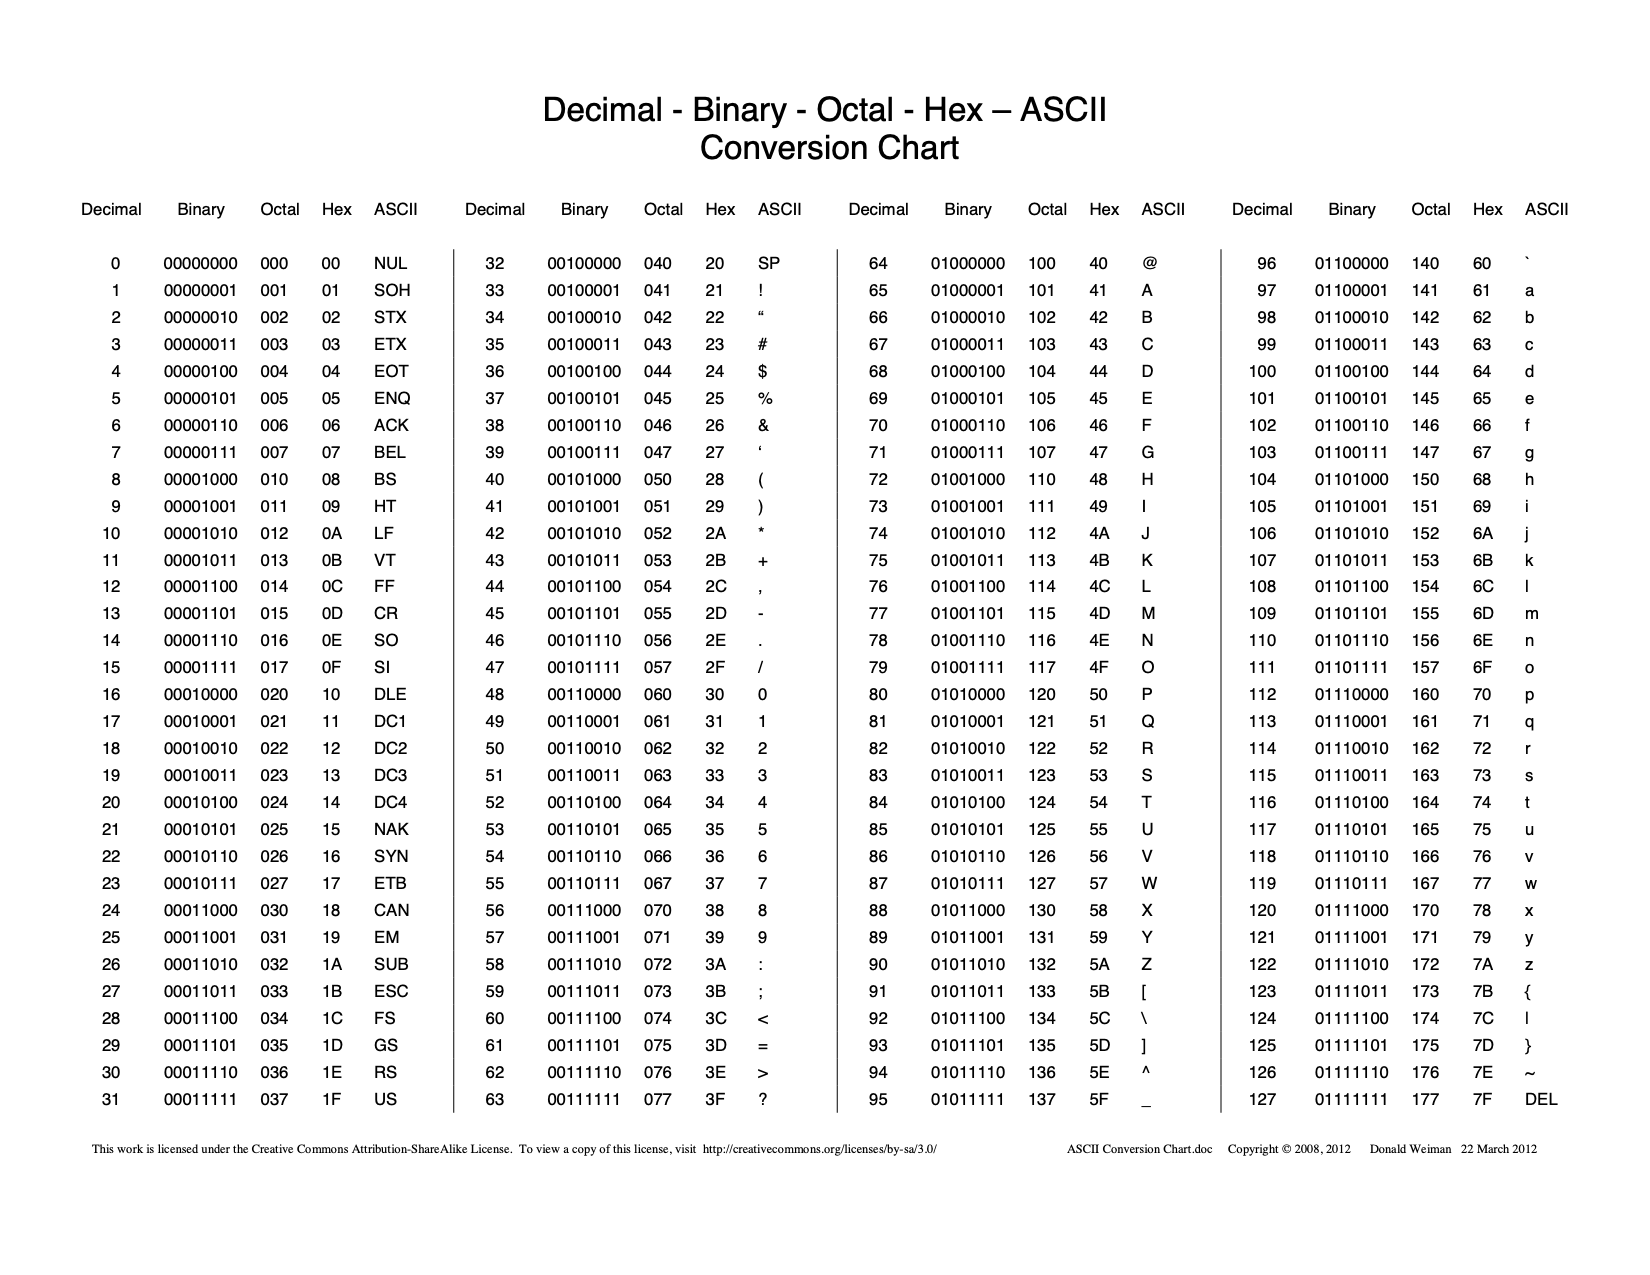 Decimal - Binary - Octal - Hex – ASCII
Conversion Chart
Decimal Binary Octal Hex ASCII Decimal Binary Octal Hex ASCII Decimal Binary Octal Hex ASCII Decimal Binary Octal Hex ASCII
0 00000000 000 00 NUL 32 00100000 040 20 SP 64 01000000 100 40 @ 96 01100000 140 60 `
1 00000001 001 01 SOH 33 00100001 041 21 ! 65 01000001 101 41 A 97 01100001 141 61 a
2 00000010 002 02 STX 34 00100010 042 22 “ 66 01000010 102 42 B 98 01100010 142 62 b
3 00000011 003 03 ETX 35 00100011 043 23 # 67 01000011 103 43 C 99 01100011 143 63 c
4 00000100 004 04 EOT 36 00100100 044 24 $ 68 01000100 104 44 D 100 01100100 144 64 d
5 00000101 005 05 ENQ 37 00100101 045 25 % 69 01000101 105 45 E 101 01100101 145 65 e
6 00000110 006 06 ACK 38 00100110 046 26 & 70 01000110 106 46 F 102 01100110 146 66 f
7 00000111 007 07 BEL 39 00100111 047 27 ‘ 71 01000111 107 47 G 103 01100111 147 67 g
8 00001000 010 08 BS 40 00101000 050 28 ( 72 01001000 110 48 H 104 01101000 150 68 h
9 00001001 011 09 HT 41 00101001 051 29 ) 73 01001001 111 49 I 105 01101001 151 69 i
10 00001010 012 0A LF 42 00101010 052 2A * 74 01001010 112 4A J 106 01101010 152 6A j
11 00001011 013 0B VT 43 00101011 053 2B + 75 01001011 113 4B K 107 01101011 153 6B k
12 00001100 014 0C FF 44 00101100 054 2C , 76 01001100 114 4C L 108 01101100 154 6C l
13 00001101 015 0D CR 45 00101101 055 2D - 77 01001101 115 4D M 109 01101101 155 6D m
14 00001110 016 0E SO 46 00101110 056 2E . 78 01001110 116 4E N 110 01101110 156 6E n
15 00001111 017 0F SI 47 00101111 057 2F / 79 01001111 117 4F O 111 01101111 157 6F o
16 00010000 020 10 DLE 48 00110000 060 30 0 80 01010000 120 50 P 112 01110000 160 70 p
17 00010001 021 11 DC1 49 00110001 061 31 1 81 01010001 121 51 Q 113 01110001 161 71 q
18 00010010 022 12 DC2 50 00110010 062 32 2 82 01010010 122 52 R 114 01110010 162 72 r
19 00010011 023 13 DC3 51 00110011 063 33 3 83 01010011 123 53 S 115 01110011 163 73 s
20 00010100 024 14 DC4 52 00110100 064 34 4 84 01010100 124 54 T 116 01110100 164 74 t
21 00010101 025 15 NAK 53 00110101 065 35 5 85 01010101 125 55 U 117 01110101 165 75 u
22 00010110 026 16 SYN 54 00110110 066 36 6 86 01010110 126 56 V 118 01110110 166 76 v
23 00010111 027 17 ETB 55 00110111 067 37 7 87 01010111 127 57 W 119 01110111 167 77 w
24 00011000 030 18 CAN 56 00111000 070 38 8 88 01011000 130 58 X 120 01111000 170 78 x
25 00011001 031 19 EM 57 00111001 071 39 9 89 01011001 131 59 Y 121 01111001 171 79 y
26 00011010 032 1A SUB 58 00111010 072 3A : 90 01011010 132 5A Z 122 01111010 172 7A z
27 00011011 033 1B ESC 59 00111011 073 3B ; 91 01011011 133 5B [ 123 01111011 173 7B {
28 00011100 034 1C FS 60 00111100 074 3C < 92 01011100 134 5C \ 124 01111100 174 7C |
29 00011101 035 1D GS 61 00111101 075 3D = 93 01011101 135 5D ] 125 01111101 175 7D }
30 00011110 036 1E RS 62 00111110 076 3E > 94 01011110 136 5E ^ 126 01111110 176 7E ~
31 00011111 037 1F US 63 00111111 077 3F ? 95 01011111 137 5F _ 127 01111111 177 7F DEL
This work is licensed under the Creative Commons Attribution-ShareAlike License. To view a copy of this license, visit http://creativecommons.org/licenses/by-sa/3.0/ ASCII Conversion Chart.doc Copyright © 2008, 2012 Donald Weiman 22 March 2012